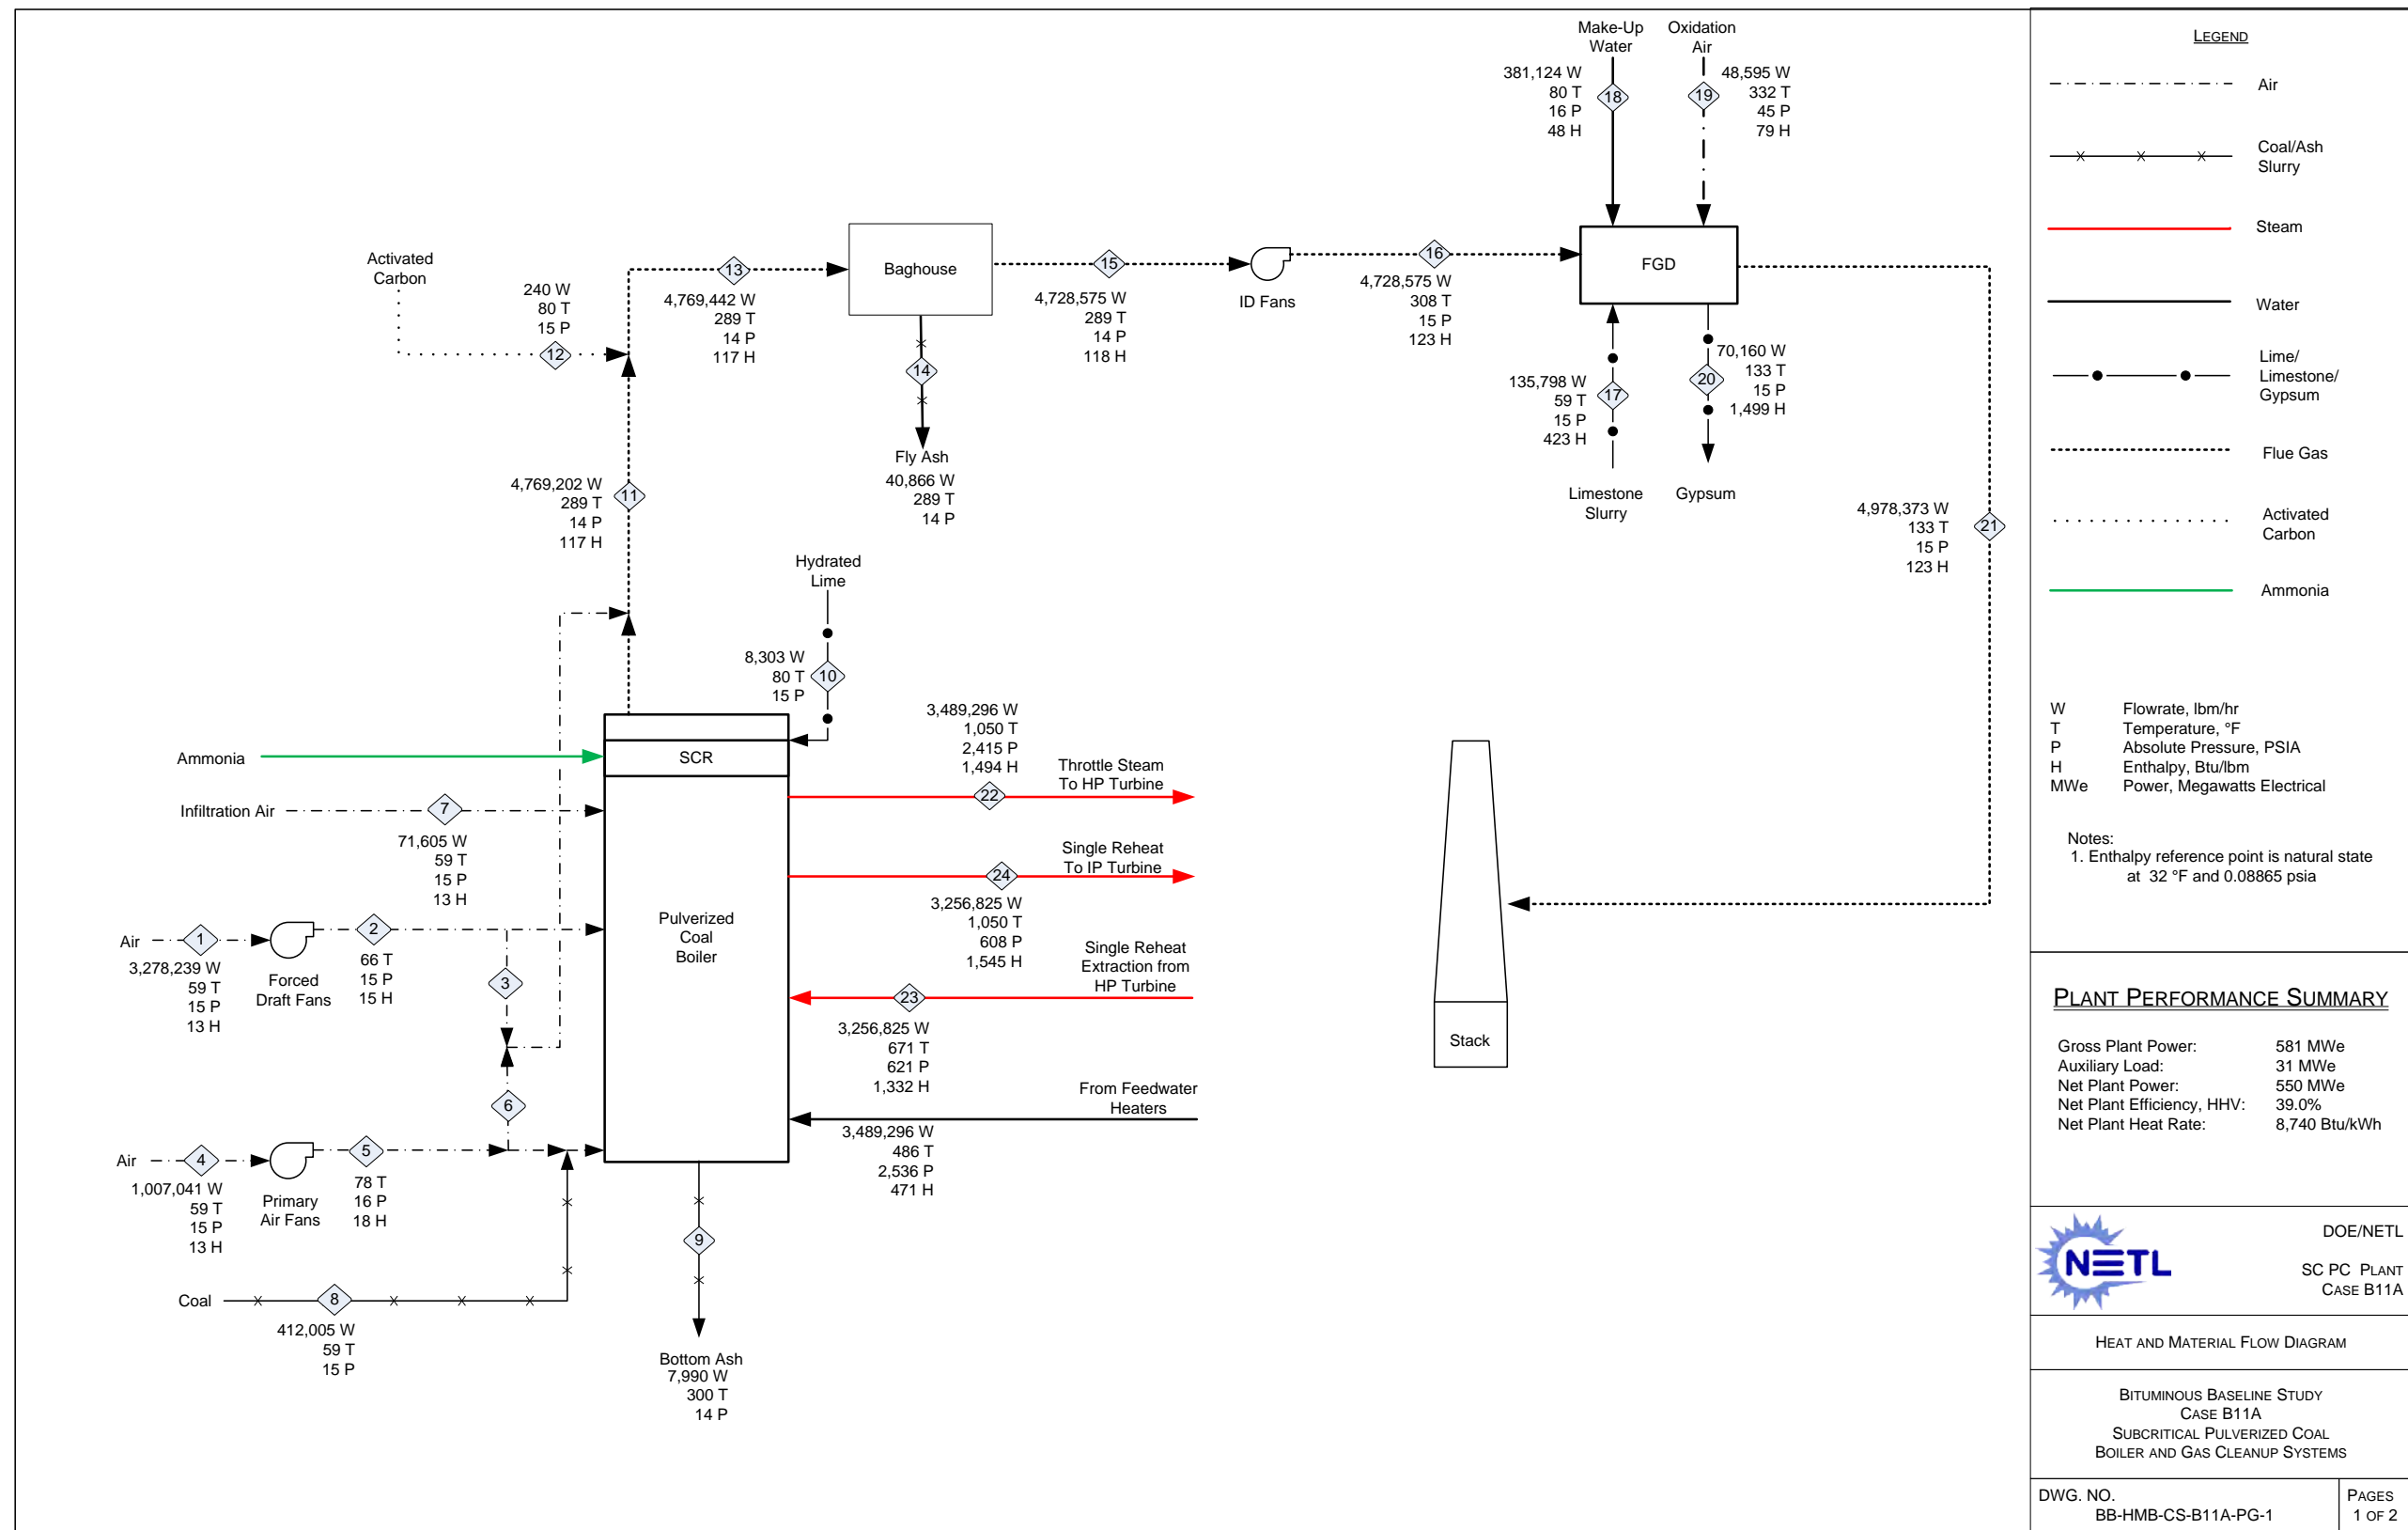 Make-Up
Water
381,124 W
80 T
16 P
48 H
18
Oxidation
Air
48,595 W
332 T
45 P
79 H
19
Activated
Carbon
240 W
80 T
15 P
12
13
4,769,442 W
289 T
14 P
117 H
Baghouse
15
4,728,575 W
289 T
14 P
118 H
ID Fans
16
4,728,575 W
308 T
15 P
123 H
FGD
14
Fly Ash
40,866 W
289 T
14 P
135,798 W
59 T
15 P
423 H
17
Limestone
Slurry
70,160 W
133 T
15 P
1,499 H
20
Gypsum
4,978,373 W
133 T
15 P
123 H
21
4,769,202 W
289 T
14 P
117 H
11
Hydrated
Lime
8,303 W
80 T
15 P
10
Ammonia
SCR
Infiltration Air
7
71,605 W
59 T
15 P
13 H
3,489,296 W
1,050 T
2,415 P
1,494 H
22
Throttle Steam
To HP Turbine
Single Reheat
To IP Turbine
24
3,256,825 W
1,050 T
608 P
1,545 H
Single Reheat
Extraction from
HP Turbine
23
3,256,825 W
671 T
621 P
1,332 H
From Feedwater
Heaters
3,489,296 W
486 T
2,536 P
471 H
Pulverized
Coal
Boiler
Air
1
3,278,239 W
59 T
15 P
13 H
Forced
Draft Fans
2
66 T
15 P
15 H
3
6
Air
4
1,007,041 W
59 T
15 P
13 H
Primary
Air Fans
5
78 T
16 P
18 H
Coal
8
412,005 W
59 T
15 P
9
Bottom Ash
7,990 W
300 T
14 P
Stack
LEGEND
Air
Coal/Ash
Slurry
Steam
Water
Lime/
Limestone/
Gypsum
Flue Gas
Activated
Carbon
Ammonia
W Flowrate, lbm/hr
T Temperature, °F
P Absolute Pressure, PSIA
H Enthalpy, Btu/lbm
MWe Power, Megawatts Electrical
Notes:
1. Enthalpy reference point is natural state
at 32 °F and 0.08865 psia
PLANT PERFORMANCE SUMMARY
Gross Plant Power: 581 MWe
Auxiliary Load: 31 MWe
Net Plant Power: 550 MWe
Net Plant Efficiency, HHV: 39.0%
Net Plant Heat Rate: 8,740 Btu/kWh
NETL
DOE/NETL
SC PC PLANT
CASE B11A
HEAT AND MATERIAL FLOW DIAGRAM
BITUMINOUS BASELINE STUDY
CASE B11A
SUBCRITICAL PULVERIZED COAL
BOILER AND GAS CLEANUP SYSTEMS
DWG. NO.
BB-HMB-CS-B11A-PG-1
PAGES
1 OF 2